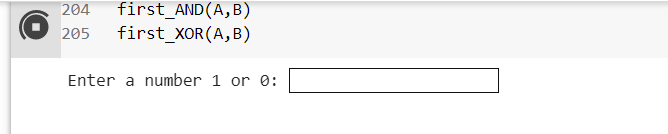 204 first_AND(A,B)
205 first_XOR(A,B)
Enter a number 1 or 0: